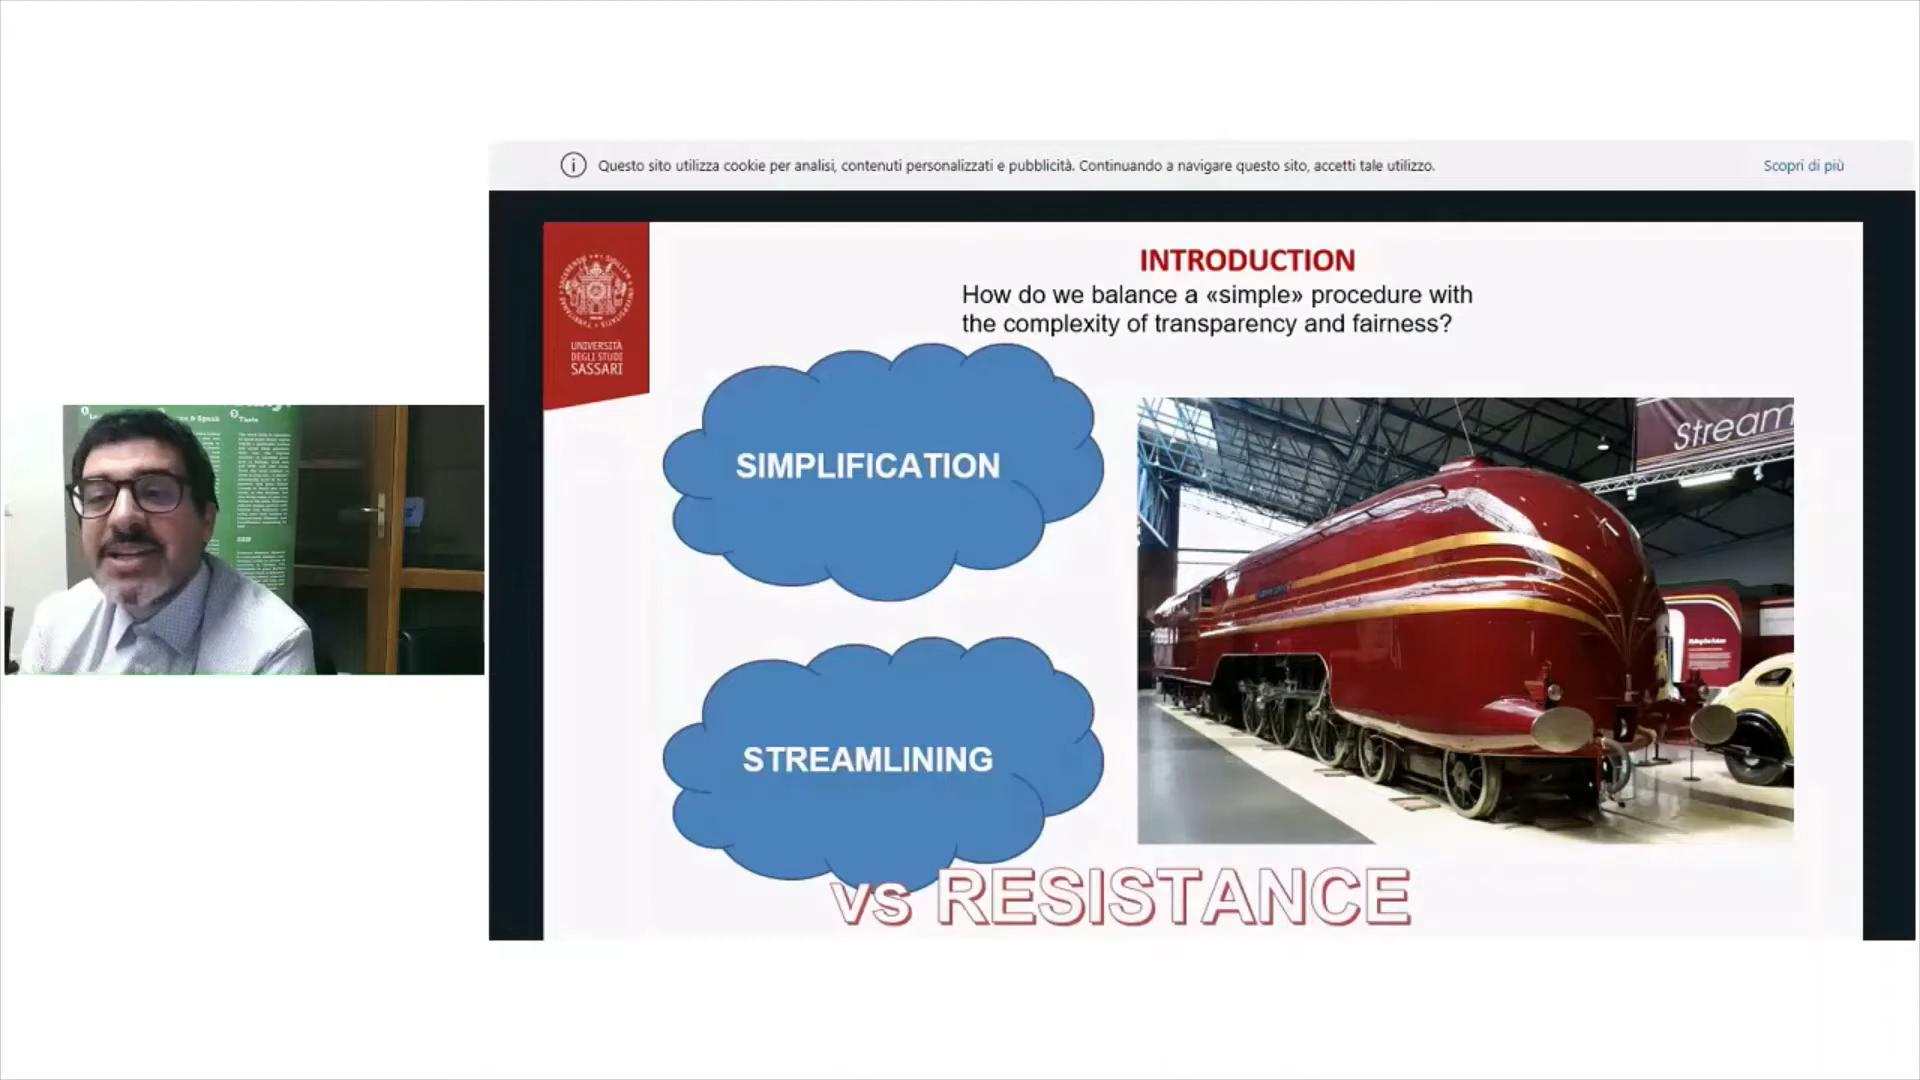 Questo sito utilizza cookie per analisi, contenuti personalizzati e pubblicità. Continuando a navigare questo sito, accetti tale utilizzo.
Scopri di più
UNIVERSITÀ
DEGLI STUDI
SASSARI
INTRODUCTION
How do we balance a «simple» procedure with
the complexity of transparency and fairness?
SIMPLIFICATION
STREAMLINING
vs RESISTANCE
Stream
& Speak
Taste